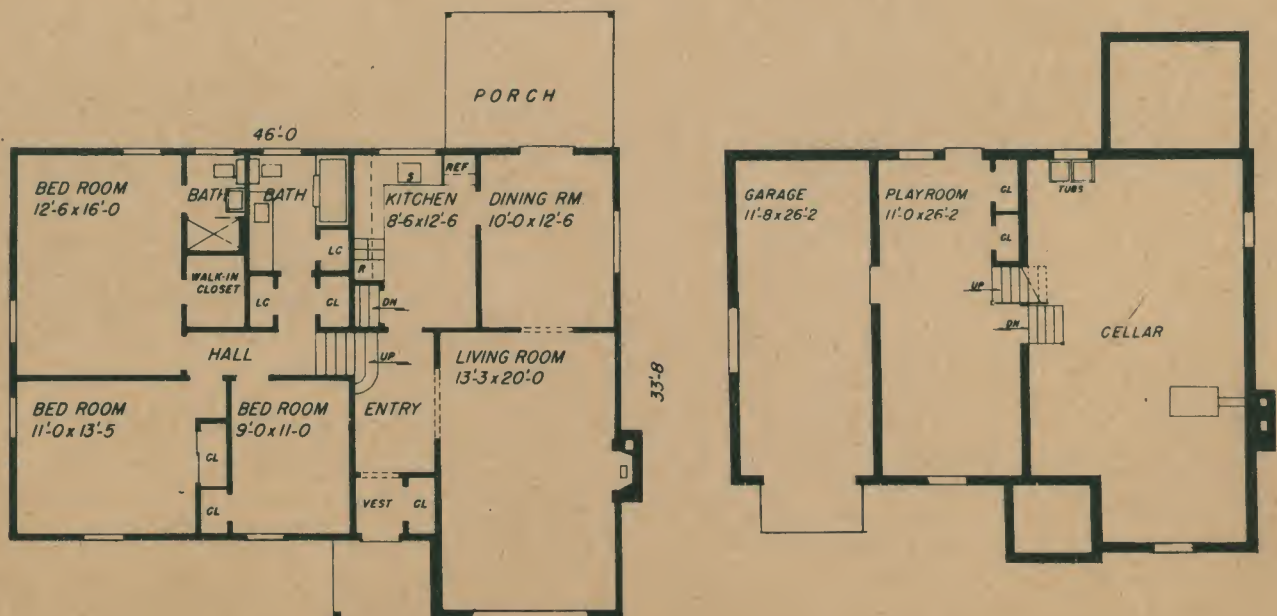 PORCH
46'-0
BED ROOM
12'-6 x 16'-0
BATH
BATH
S
REF
KITCHEN
8'-6 x 12'-6
DINING RM.
10'-0 x 12'-6
LC
R
WALK-IN
CLOSET
LC
CL
DN
HALL
UP
LIVING ROOM
13'-3 x 20'-0
33'-8
BED ROOM
11'-0 x 13'-5
BED ROOM
9'-0 x 11'-0
ENTRY
CL
CL
VEST
CL
GARAGE
11'-8 x 26'-2
PLAYROOM
11'-0 x 26'-2
CL
CL
TUBS
UP
DN
CELLAR